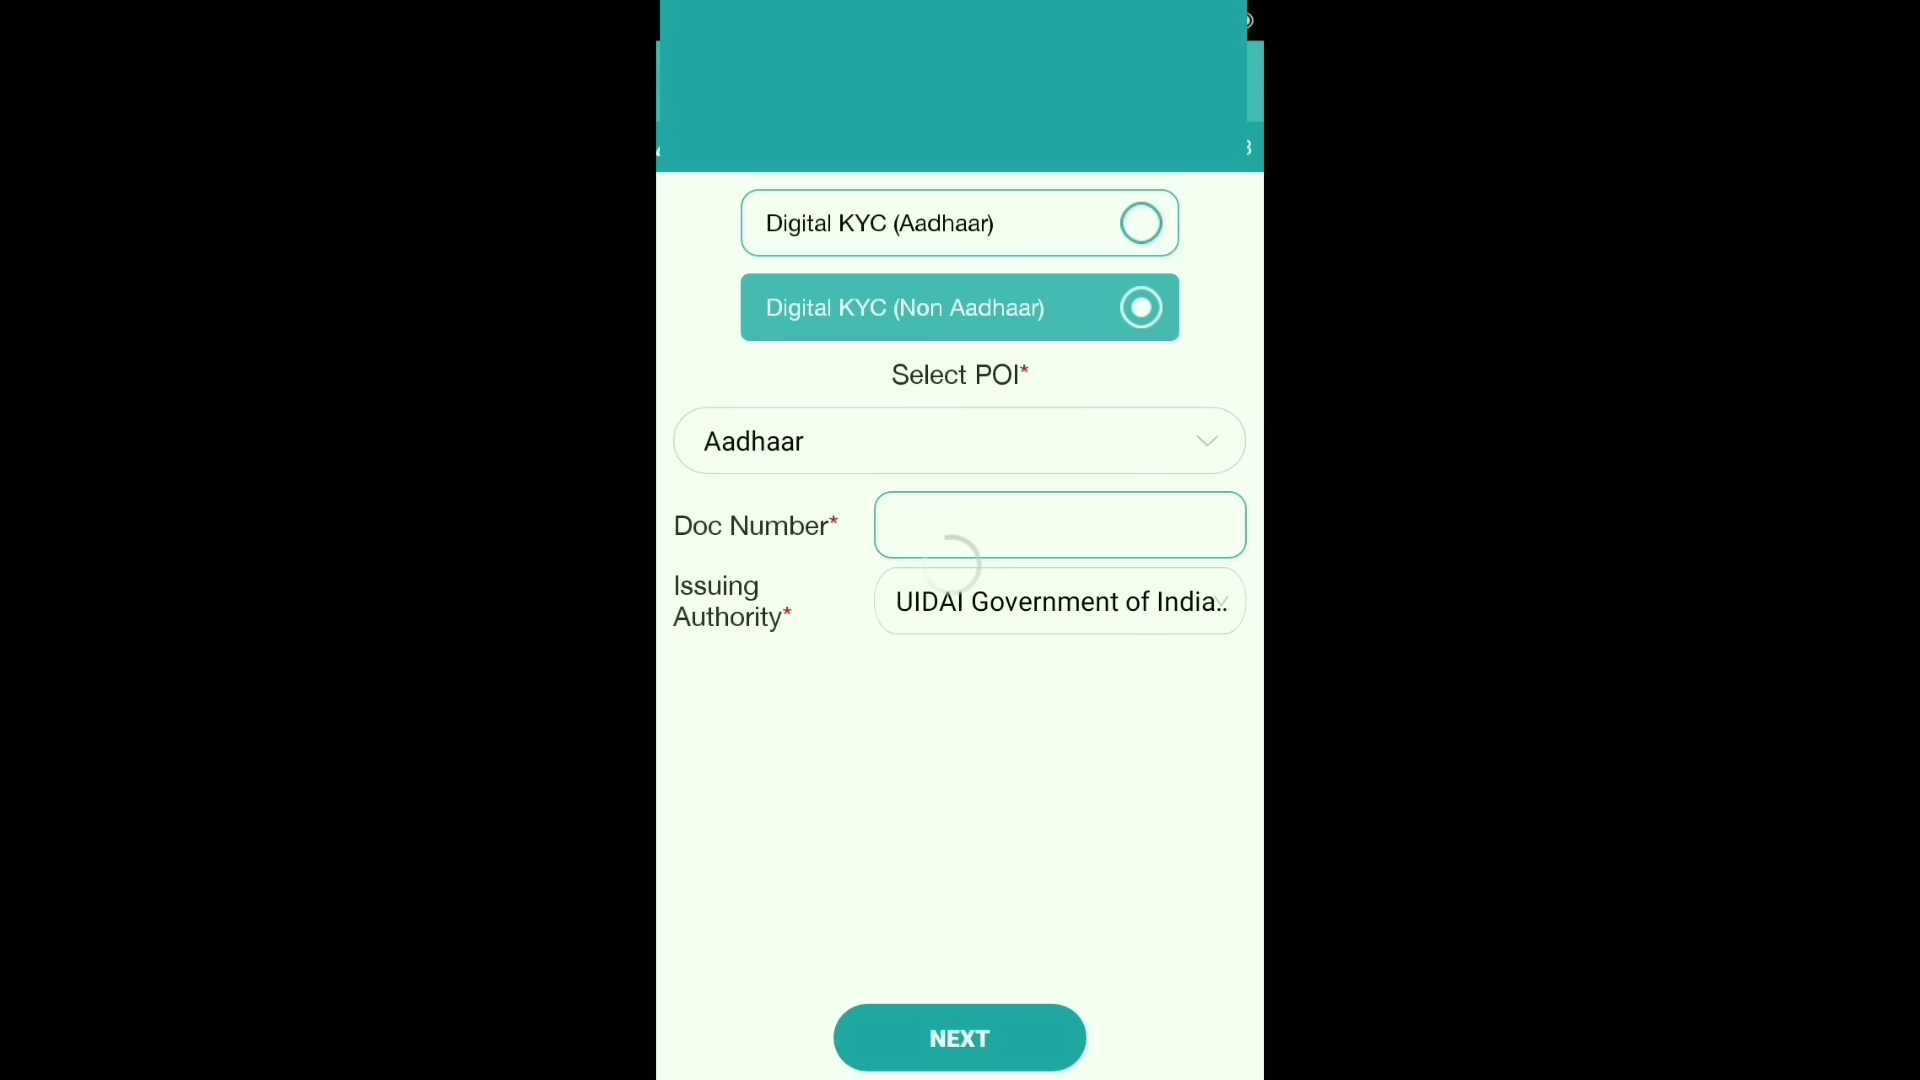 Digital KYC (Aadhaar)
Digital KYC (Non Aadhaar)
Select POI*
Aadhaar
Doc Number*
Issuing
Authority*
UIDAI Government of India..
NEXT